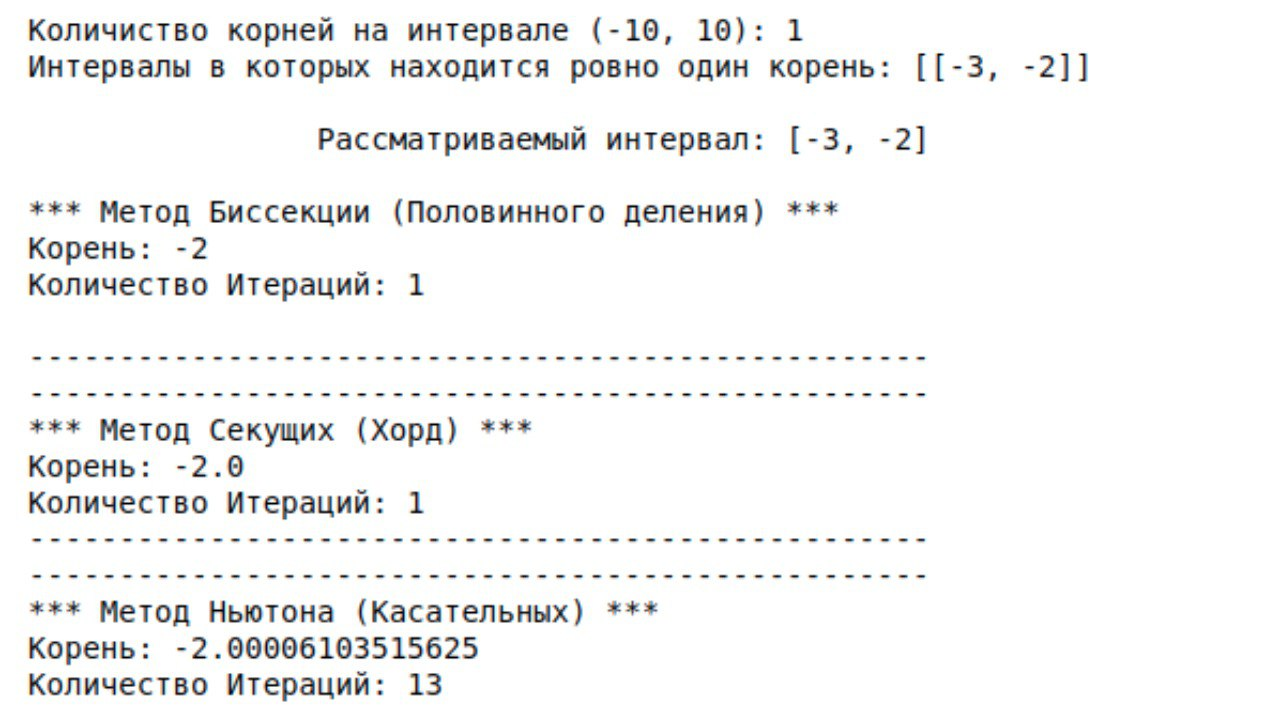 Количиство корней на интервале (-10, 10): 1
Интервалы в которых находится ровно один корень: [[-3, -2]]
Рассматриваемый интервал: [-3, -2]
*** Метод Биссекции (Половинного деления) ***
Корень: -2
Количество Итераций: 1
--------------------------------------------------
--------------------------------------------------
*** Метод Секущих (Хорд) ***
Корень: -2.0
Количество Итераций: 1
--------------------------------------------------
--------------------------------------------------
*** Метод Ньютона (Касательных) ***
Корень: -2.00006103515625
Количество Итераций: 13